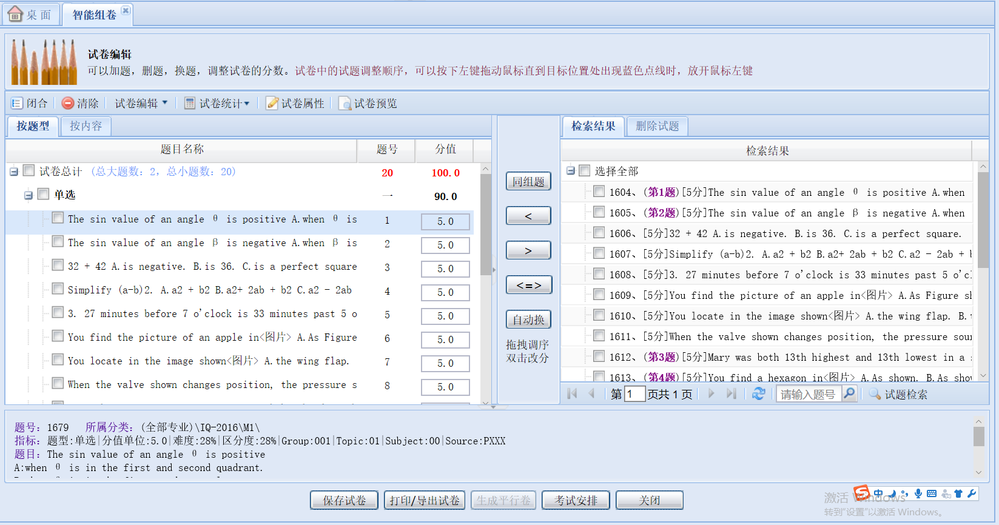 桌 面
智能组卷
试卷编辑
可以加题，删题，换题，调整试卷的分数。试卷中的试题调整顺序，可以按下左键拖动鼠标直到目标位置处出现蓝色点线时，放开鼠标左键
闭合 清除 试卷编辑 试卷统计 试卷属性 试卷预览
按题型 按内容
题目名称 题号 分值
试卷总计 (总大题数: 2, 总小题数: 20) 20 100.0
单选 一 90.0
The sin value of an angle θ is positive A.when θ is 1 5.0
The sin value of an angle β is negative A.when β is 2 5.0
32 + 42 A.is negative. B.is 36. C.is a perfect square 3 5.0
Simplify (a-b)2. A.a2 + b2 B.a2+ 2ab + b2 C.a2 - 2ab 4 5.0
3. 27 minutes before 7 o'clock is 33 minutes past 5 o 5 5.0
You find the picture of an apple in<图片> A.As Figure 6 5.0
You locate in the image shown<图片> A.the wing flap. 7 5.0
When the valve shown changes position, the pressure s 8 5.0
同组题
<
>
<=>
自动换
拖拽调序
双击改分
检索结果 删除试题
检索结果
选择全部
1604、(第1题)[5分]The sin value of an angle θ is positive A.when
1605、(第2题)[5分]The sin value of an angle β is negative A.when
1606、[5分]32 + 42 A.is negative. B.is 36. C.is a perfect square.
1607、[5分]Simplify (a-b)2. A.a2 + b2 B.a2+ 2ab + b2 C.a2 - 2ab +
1608、[5分]3. 27 minutes before 7 o'clock is 33 minutes past 5 o'c
1609、[5分]You find the picture of an apple in<图片> A.As Figure sh
1610、[5分]You locate in the image shown<图片> A.the wing flap. B.
1611、[5分]When the valve shown changes position, the pressure sou
1612、(第3题)[5分]Mary was both 13th highest and 13th lowest in a
1613、(第4题)[5分]You find a hexagon in<图片> A.As shown. B.As sho
第 1 页共 1 页 请输入题号 试题检索
题号: 1679 所属分类: (全部专业)\IQ-2016\M1\
指标: 题型:单选|分值单位:5.0|难度:28%|区分度:28%|Group:001|Topic:01|Subject:00|Source:PXXX
题目: The sin value of an angle θ is positive
A:when θ is in the first and second quadrant.
保存试卷 打印/导出试卷 生成平行卷 考试安排 关闭
激活 Windows
转到"设置"以激活 Windows。
中